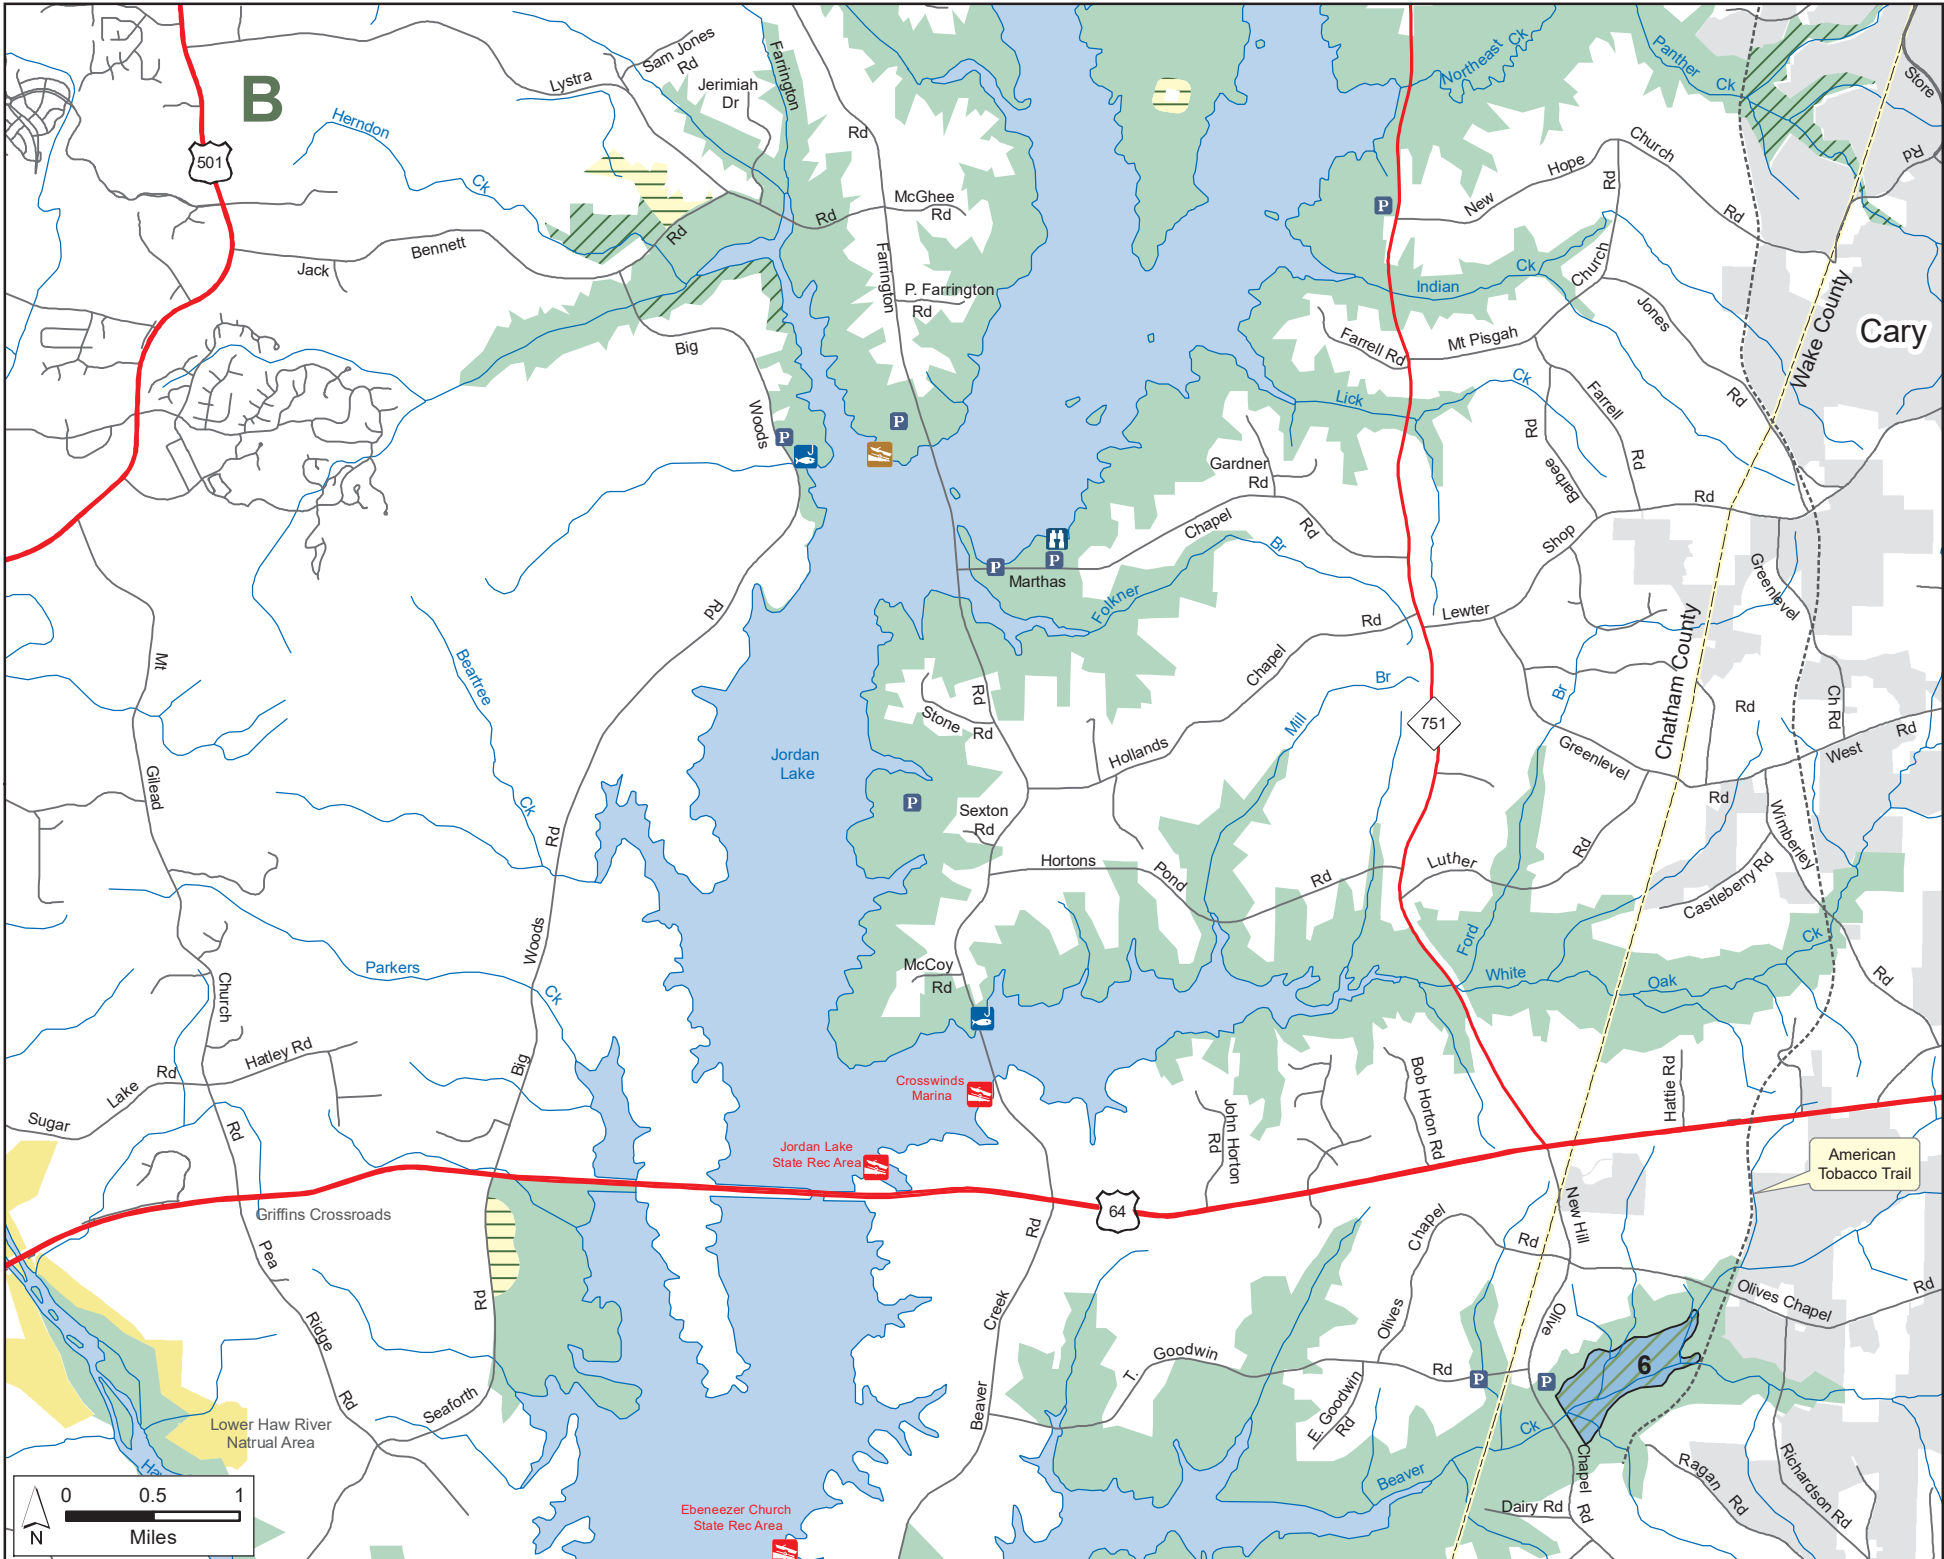 B
501
Herndon
Ck
Lystra
Sam Jones
Rd
Jerimiah
Dr
Farrington
Rd
McGhee
Rd
Rd
Rd
Jack
Bennett
Farrington
P. Farrington
Rd
Big
Woods
P
P
Rd
Northeast Ck
Panther
Ck
Store
Rd
P
New
Hope
Church
Rd
Rd
Church
Indian
Ck
Jones
Rd
Wake County
Cary
Farrell Rd
Mt Pisgah
Lick
Ck
Farrell
Rd
Rd
Barbee
Gardner
Rd
Chapel
Rd
Br
Shop
Rd
P
P
Marthas
Folkner
Greenlevel
Chatham County
Lewter
Rd
Chapel
Hollands
Mill
Br
Br
Rd
Ch Rd
West
Rd
751
Greenlevel
Rd
Wimberley
Castleberry Rd
Rd
Mt
Gilead
Beartree
Ck
Rd
Jordan
Lake
Stone
Rd
Rd
P
Sexton
Rd
Hortons
Pond
Rd
Luther
Rd
Ford
White
Oak
Ck
Rd
Woods
Parkers
Ck
Church
McCoy
Rd
Big
Hatley Rd
Rd
Lake
Sugar
Rd
Crosswinds
Marina
Jordan Lake
State Rec Area
John Horton
Rd
Bob Horton Rd
Hattie Rd
American
Tobacco Trail
64
Griffins Crossroads
Pea
Ridge
Rd
Rd
Seaforth
Lower Haw River
Natrual Area
Rd
Creek
Beaver
T.
Goodwin
Chapel
Olives
Rd
New Hill
Olive
Olives Chapel
Rd
Rd
P
P
6
E. Goodwin
Rd
Ck
Beaver
Chapel
Rd
Dairy Rd
Ragan
Rd
Richardson Rd
Ebeneezer Church
State Rec Area
0 0.5 1
N
Miles